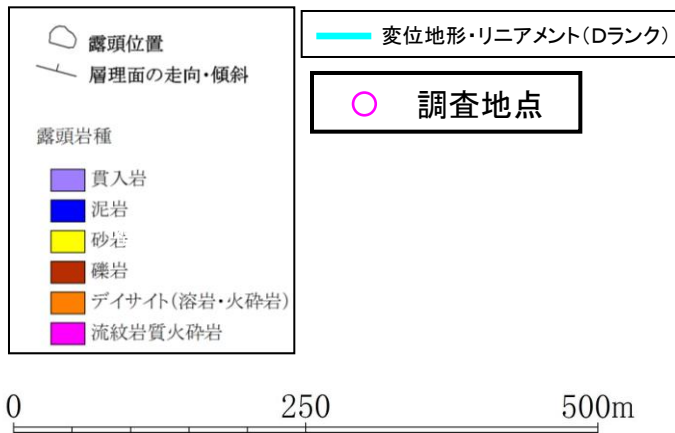 露頭位置
層理面の走向・傾斜
露頭岩種
貫入岩
泥岩
砂岩
礫岩
デイサイト(溶岩・火砕岩)
流紋岩質火砕岩
変位地形・リニアメント(Dランク)
調査地点
0 250 500m